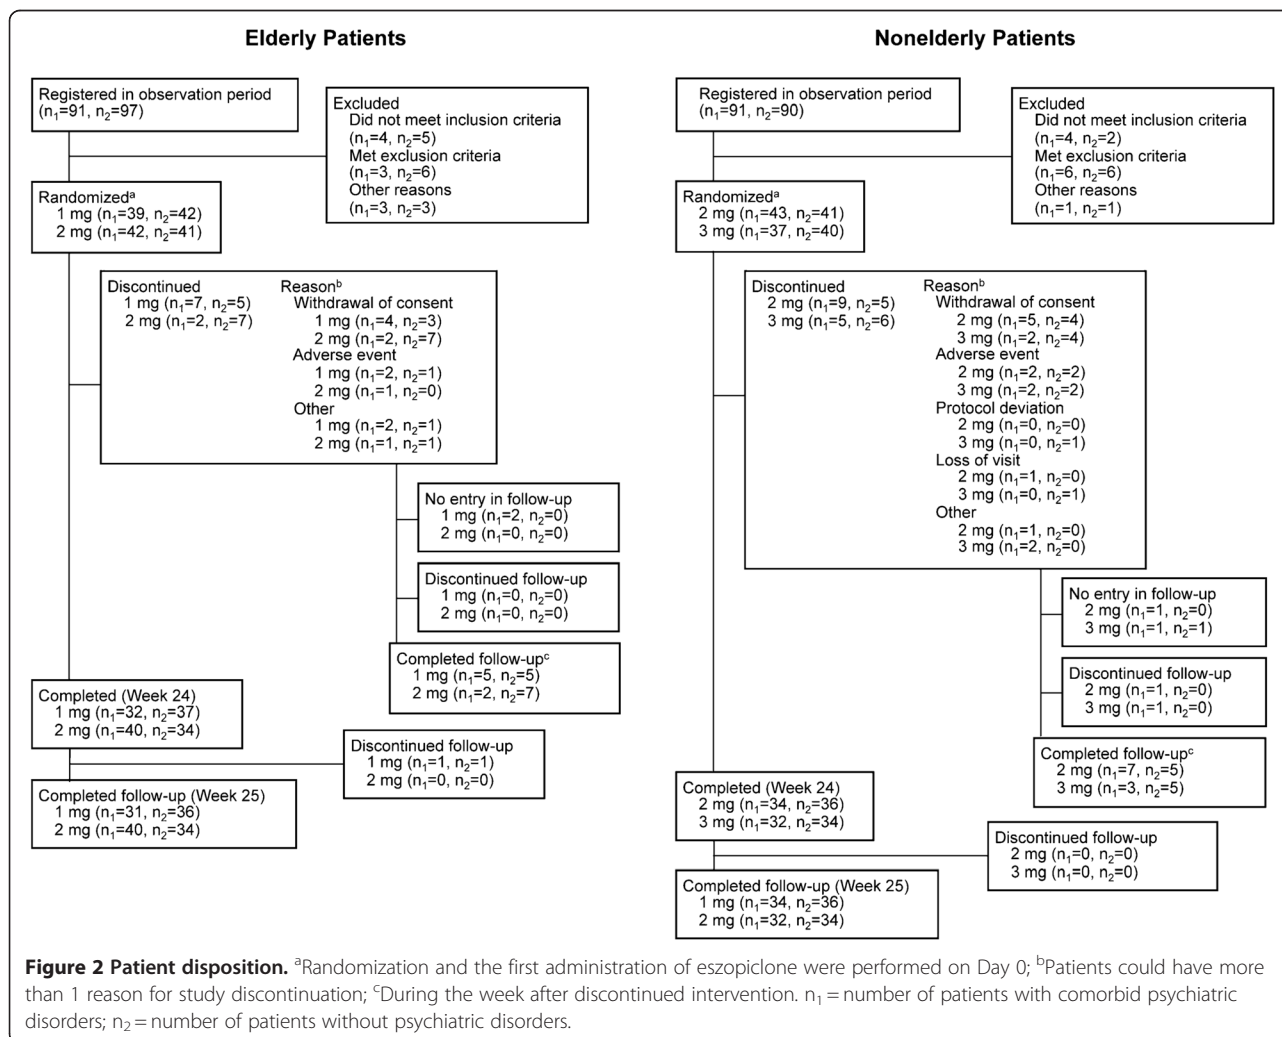 Elderly Patients
Registered in observation period
(n₁=91, n₂=97)
Excluded
Did not meet inclusion criteria
(n₁=4, n₂=5)
Met exclusion criteria
(n₁=3, n₂=6)
Other reasons
(n₁=3, n₂=3)
Randomizedᵃ
1 mg (n₁=39, n₂=42)
2 mg (n₁=42, n₂=41)
Discontinued
1 mg (n₁=7, n₂=5)
2 mg (n₁=2, n₂=7)
Reasonᵇ
Withdrawal of consent
1 mg (n₁=4, n₂=3)
2 mg (n₁=2, n₂=7)
Adverse event
1 mg (n₁=2, n₂=1)
2 mg (n₁=1, n₂=0)
Other
1 mg (n₁=2, n₂=1)
2 mg (n₁=1, n₂=1)
No entry in follow-up
1 mg (n₁=2, n₂=0)
2 mg (n₁=0, n₂=0)
Discontinued follow-up
1 mg (n₁=0, n₂=0)
2 mg (n₁=0, n₂=0)
Completed follow-upᶜ
1 mg (n₁=5, n₂=5)
2 mg (n₁=2, n₂=7)
Completed (Week 24)
1 mg (n₁=32, n₂=37)
2 mg (n₁=40, n₂=34)
Discontinued follow-up
1 mg (n₁=1, n₂=1)
2 mg (n₁=0, n₂=0)
Completed follow-up (Week 25)
1 mg (n₁=31, n₂=36)
2 mg (n₁=40, n₂=34)
Nonelderly Patients
Registered in observation period
(n₁=91, n₂=90)
Excluded
Did not meet inclusion criteria
(n₁=4, n₂=2)
Met exclusion criteria
(n₁=6, n₂=6)
Other reasons
(n₁=1, n₂=1)
Randomizedᵃ
2 mg (n₁=43, n₂=41)
3 mg (n₁=37, n₂=40)
Discontinued
2 mg (n₁=9, n₂=5)
3 mg (n₁=5, n₂=6)
Reasonᵇ
Withdrawal of consent
2 mg (n₁=5, n₂=4)
3 mg (n₁=2, n₂=4)
Adverse event
2 mg (n₁=2, n₂=2)
3 mg (n₁=2, n₂=2)
Protocol deviation
2 mg (n₁=0, n₂=0)
3 mg (n₁=0, n₂=1)
Loss of visit
2 mg (n₁=1, n₂=0)
3 mg (n₁=0, n₂=1)
Other
2 mg (n₁=1, n₂=0)
3 mg (n₁=2, n₂=0)
No entry in follow-up
2 mg (n₁=1, n₂=0)
3 mg (n₁=1, n₂=1)
Discontinued follow-up
2 mg (n₁=1, n₂=0)
3 mg (n₁=1, n₂=0)
Completed follow-upᶜ
2 mg (n₁=7, n₂=5)
3 mg (n₁=3, n₂=5)
Completed (Week 24)
2 mg (n₁=34, n₂=36)
3 mg (n₁=32, n₂=34)
Discontinued follow-up
2 mg (n₁=0, n₂=0)
3 mg (n₁=0, n₂=0)
Completed follow-up (Week 25)
1 mg (n₁=34, n₂=36)
2 mg (n₁=32, n₂=34)
Figure 2 Patient disposition. ᵃRandomization and the first administration of eszopiclone were performed on Day 0; ᵇPatients could have more
than 1 reason for study discontinuation; ᶜDuring the week after discontinued intervention. n₁ = number of patients with comorbid psychiatric
disorders; n₂ = number of patients without psychiatric disorders.